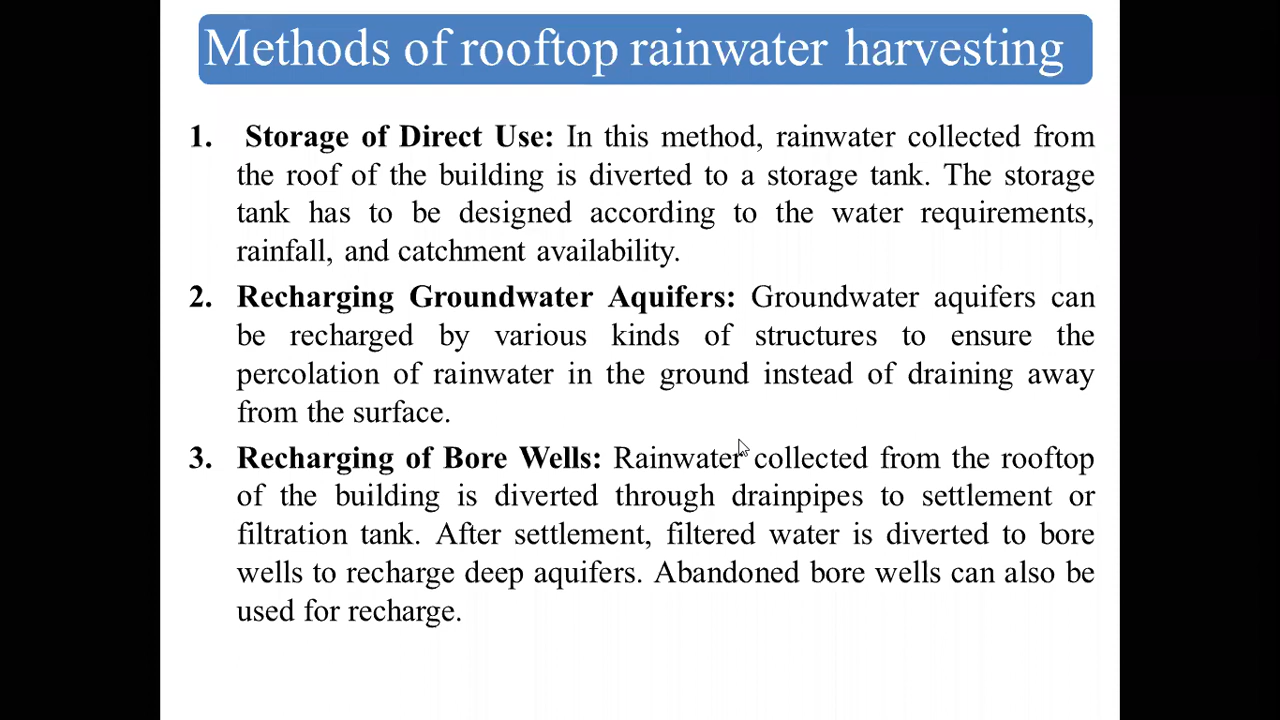 Methods of rooftop rainwater harvesting
1. Storage of Direct Use: In this method, rainwater collected from
the roof of the building is diverted to a storage tank. The storage
tank has to be designed according to the water requirements,
rainfall, and catchment availability.
2. Recharging Groundwater Aquifers: Groundwater aquifers can
be recharged by various kinds of structures to ensure the
percolation of rainwater in the ground instead of draining away
from the surface.
3. Recharging of Bore Wells: Rainwater collected from the rooftop
of the building is diverted through drainpipes to settlement or
filtration tank. After settlement, filtered water is diverted to bore
wells to recharge deep aquifers. Abandoned bore wells can also be
used for recharge.